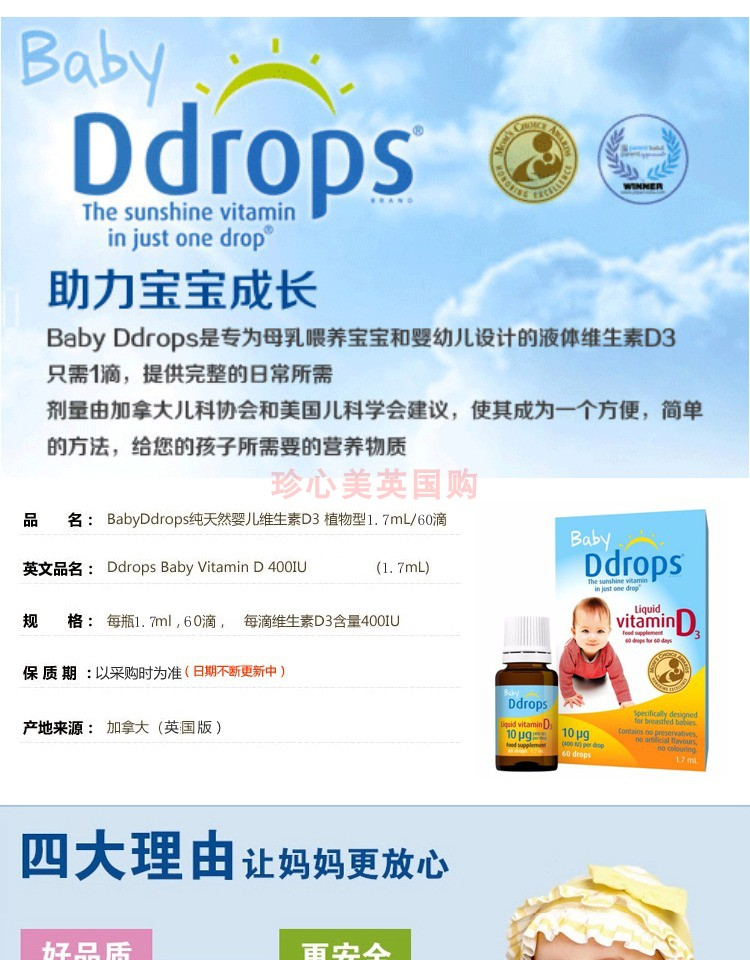 Baby
Ddrops®
BRAND
The sunshine vitamin
in just one drop®
MOM'S CHOICE AWARDS
HONORING EXCELLENCE
WINNER
助力宝宝成长
Baby Ddrops是专为母乳喂养宝宝和婴幼儿设计的液体维生素D3
只需1滴，提供完整的日常所需
剂量由加拿大儿科协会和美国儿科学会建议，使其成为一个方便，简单
的方法，给您的孩子所需要的营养物质
珍心美英国购
品 名： BabyDdrops纯天然婴儿维生素D3 植物型1.7mL/60滴
英文品名： Ddrops Baby Vitamin D 400IU (1.7mL)
规 格： 每瓶1.7ml , 60滴 , 每滴维生素D3含量400IU
保 质 期 : 以采购时为准 ( 日期不断更新中 )
产地来源： 加拿大（英国版 ）
Baby
Ddrops®
The sunshine vitamin
in just one drop®
Liquid
vitamin D3
Food supplement
60 drops for 60 days
MOM'S CHOICE AWARDS
Specifically designed
for breastfed babies.
Contains no preservatives,
no artificial flavours,
no colouring.
10 µg
(400 IU) per drop
60 drops
1.7 mL
Baby
Ddrops
Liquid vitamin D3
10 µg
Food supplement
四大理由 让妈妈更放心
好品质
更安全